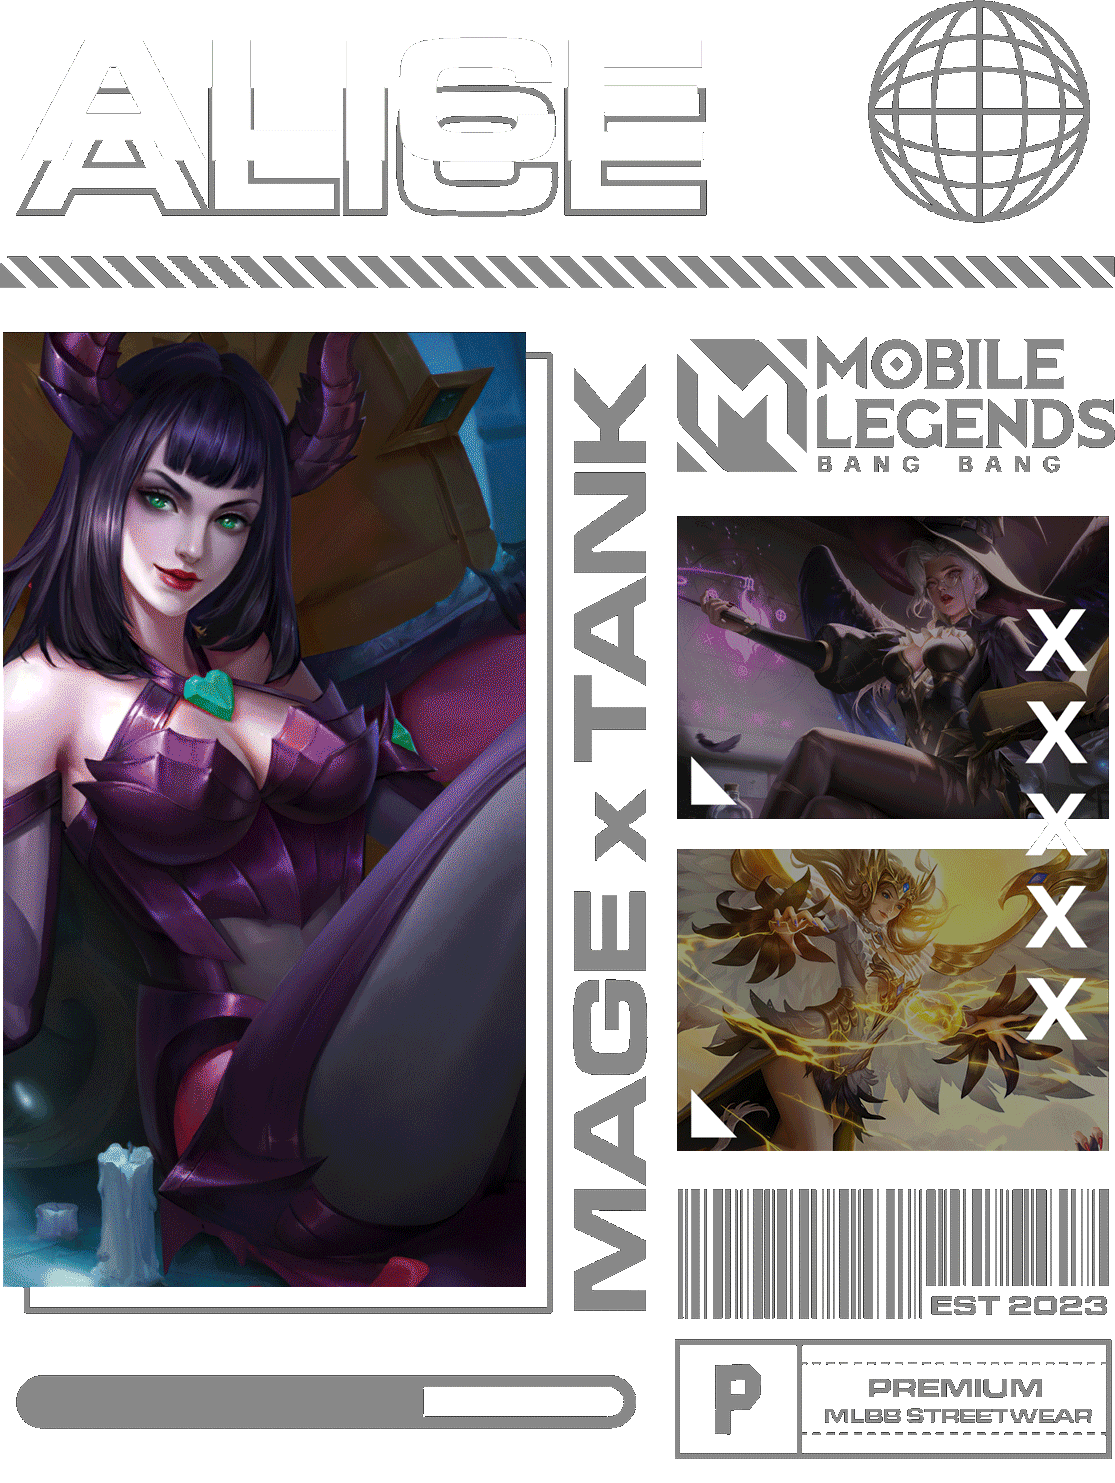 ALICE
MOBILE
LEGENDS
BANG BANG
MAGE x TANK
X
X
X
X
X
EST 2023
P
PREMIUM
MLBB STREETWEAR